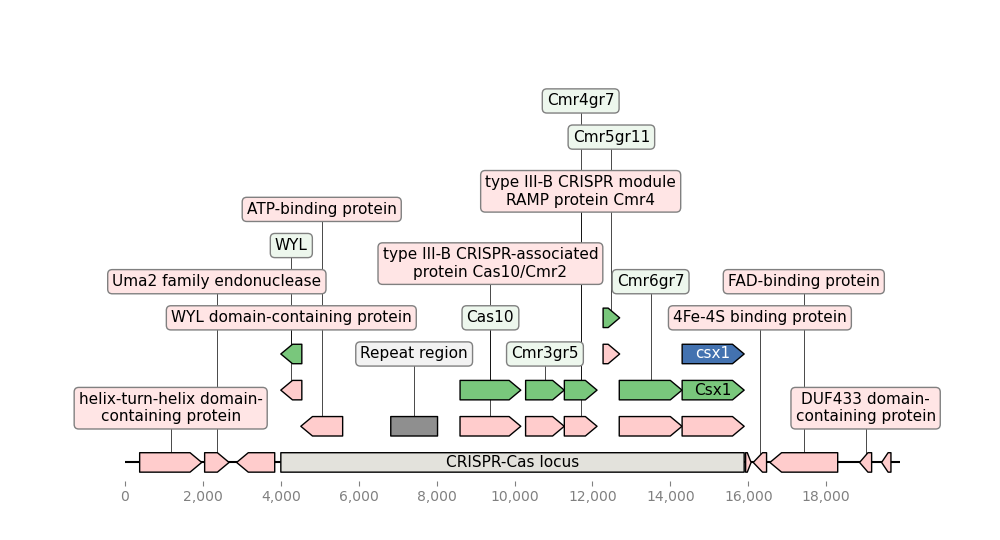 Cmr4gr7
Cmr5gr11
type III-B CRISPR module
RAMP protein Cmr4
ATP-binding protein
WYL
type III-B CRISPR-associated
protein Cas10/Cmr2
Uma2 family endonuclease
Cmr6gr7
FAD-binding protein
WYL domain-containing protein
Cas10
4Fe-4S binding protein
Repeat region
Cmr3gr5
csx1
Csx1
helix-turn-helix domain-
containing protein
DUF433 domain-
containing protein
CRISPR-Cas locus
0 2,000 4,000 6,000 8,000 10,000 12,000 14,000 16,000 18,000